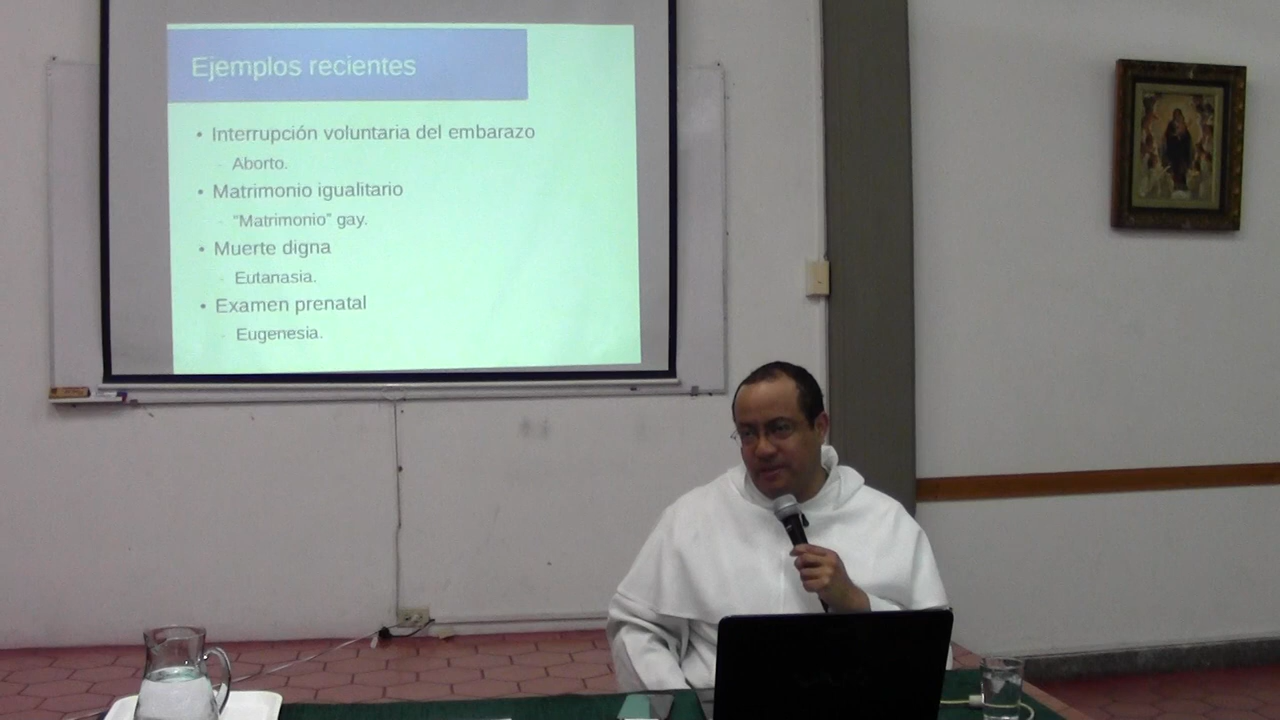 Ejemplos recientes
• Interrupción voluntaria del embarazo
- Aborto.
• Matrimonio igualitario
- “Matrimonio” gay.
• Muerte digna
- Eutanasia.
• Examen prenatal
- Eugenesia.